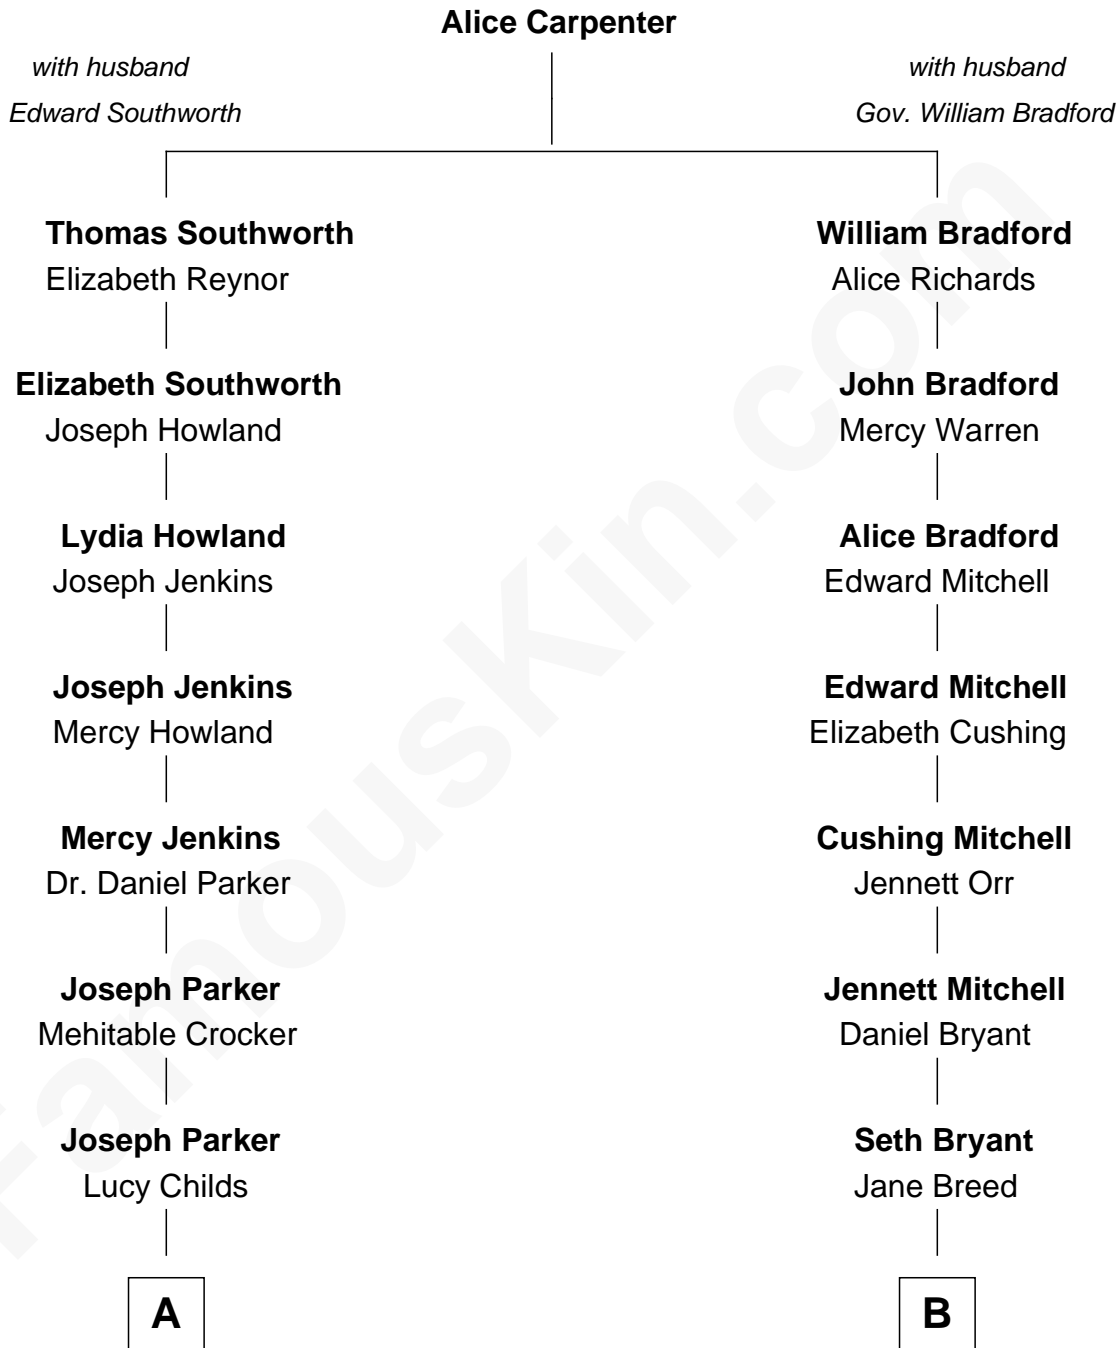 Alice Carpenter
with husband
Edward Southworth
with husband
Gov. William Bradford
Thomas Southworth
Elizabeth Reynor
William Bradford
Alice Richards
Elizabeth Southworth
Joseph Howland
John Bradford
Mercy Warren
Lydia Howland
Joseph Jenkins
Alice Bradford
Edward Mitchell
Joseph Jenkins
Mercy Howland
Edward Mitchell
Elizabeth Cushing
Mercy Jenkins
Dr. Daniel Parker
Cushing Mitchell
Jennett Orr
Joseph Parker
Mehitable Crocker
Jennett Mitchell
Daniel Bryant
Joseph Parker
Lucy Childs
Seth Bryant
Jane Breed
A
B
FamousKin.com